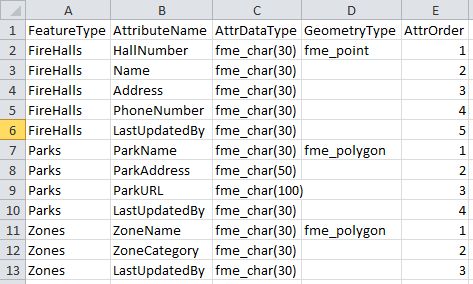 A B C D E
1 FeatureType AttributeName AttrDataType GeometryType AttrOrder
2 FireHalls HallNumber fme_char(30) fme_point 1
3 FireHalls Name fme_char(30) 2
4 FireHalls Address fme_char(30) 3
5 FireHalls PhoneNumber fme_char(30) 4
6 FireHalls LastUpdatedBy fme_char(30) 5
7 Parks ParkName fme_char(30) fme_polygon 1
8 Parks ParkAddress fme_char(50) 2
9 Parks ParkURL fme_char(100) 3
10 Parks LastUpdatedBy fme_char(30) 4
11 Zones ZoneName fme_char(30) fme_polygon 1
12 Zones ZoneCategory fme_char(30) 2
13 Zones LastUpdatedBy fme_char(30) 3